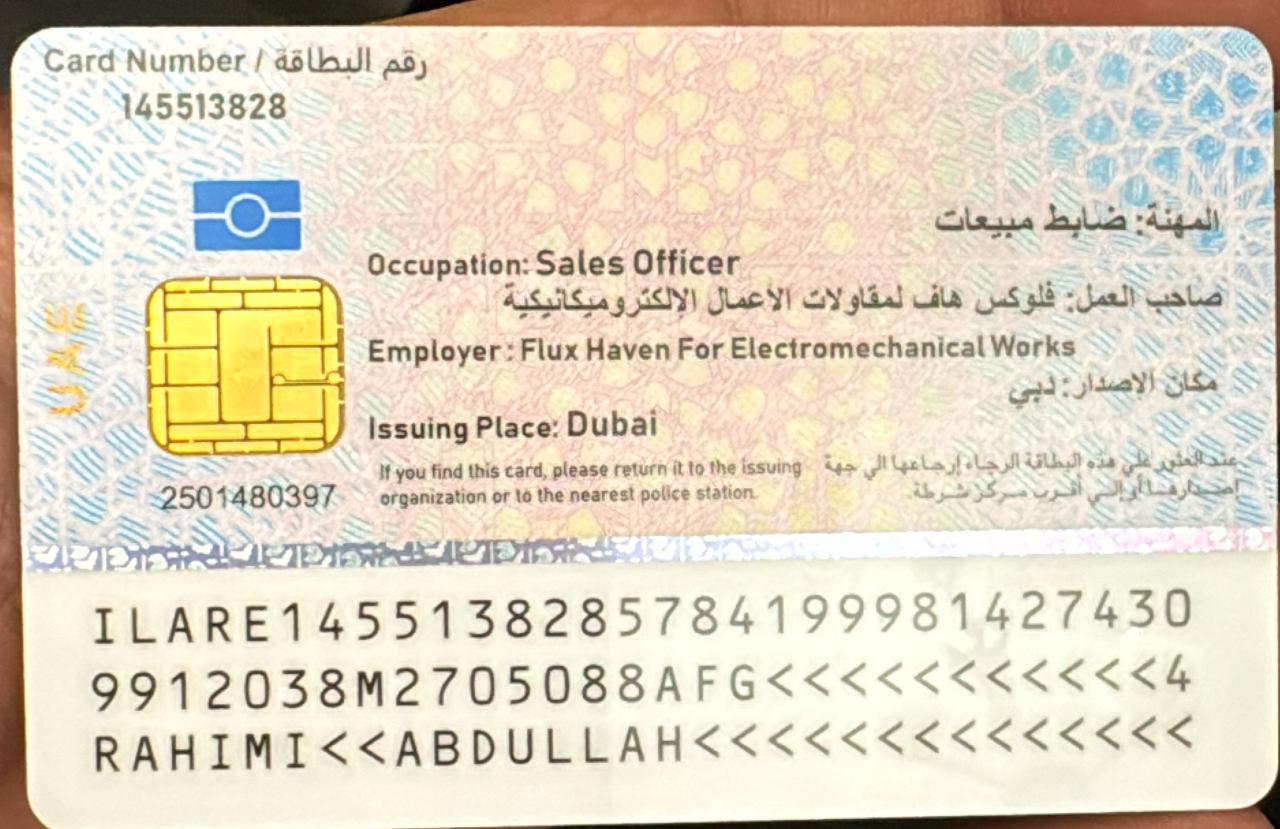 Card Number / رقم البطاقة
145513828
المهنة: ضابط مبيعات
Occupation: Sales Officer
صاحب العمل: فلوكس هاف لمقاولات الاعمال الالكتروميكانيكية
Employer: Flux Haven For Electromechanical Works
مكان الاصدار: دبي
Issuing Place: Dubai
UAE
If you find this card, please return it to the issuing
organization or to the nearest police station.
عند العثور علي هذه البطاقة الرجاء إرجاعها الي جهة
إصدارها أو إلي أقرب مركز شرطة.
2501480397
ILARE1455138285784199981427430
9912038M2705088AFG<<<<<<<<<<<4
RAHIMI<<ABDULLAH<<<<<<<<<<<<<<